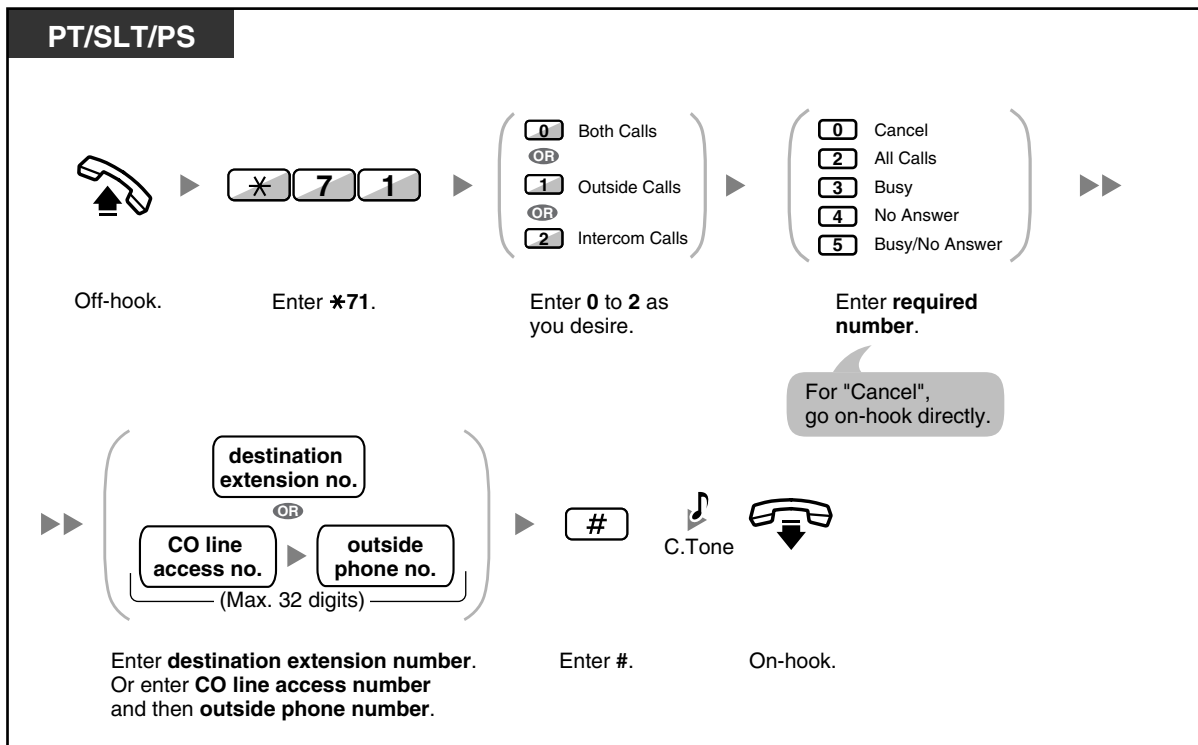 PT/SLT/PS
0 Both Calls
OR
1 Outside Calls
OR
2 Intercom Calls
0 Cancel
2 All Calls
3 Busy
4 No Answer
5 Busy/No Answer
* 7 1
Off-hook.
Enter *71.
Enter 0 to 2 as
you desire.
Enter required
number.
For "Cancel",
go on-hook directly.
destination
extension no.
OR
CO line
access no.
outside
phone no.
(Max. 32 digits)
#
C.Tone
Enter destination extension number.
Or enter CO line access number
and then outside phone number.
Enter #.
On-hook.